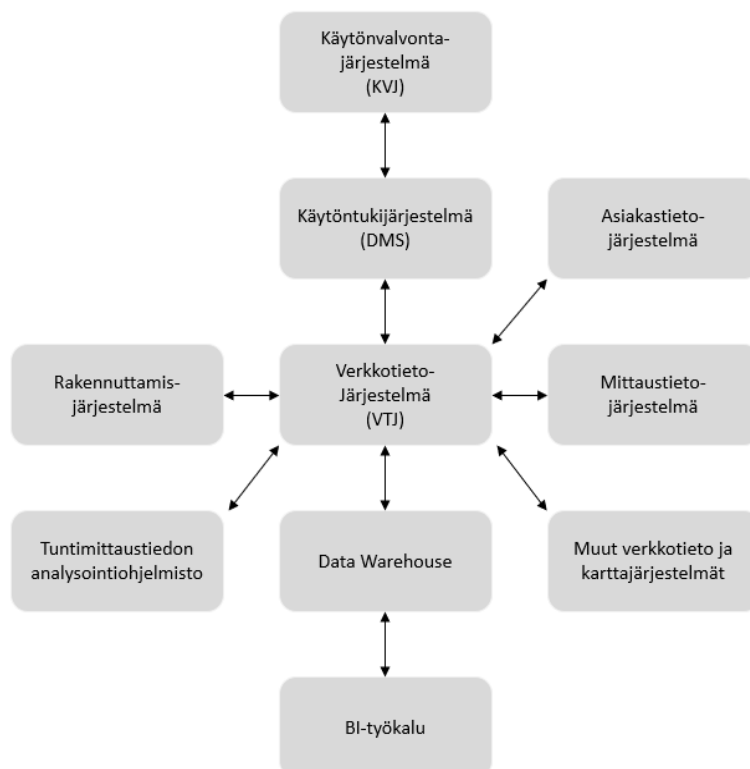 Käytönvalvonta-
järjestelmä
(KVJ)
Käytöntukijärjestelmä
(DMS)
Asiakastieto-
järjestelmä
Rakennuttamis-
järjestelmä
Verkkotieto-
Järjestelmä
(VTJ)
Mittaustieto-
järjestelmä
Tuntimittaustiedon
analysointiohjelmisto
Data Warehouse
Muut verkkotieto ja
karttajärjestelmät
BI-työkalu